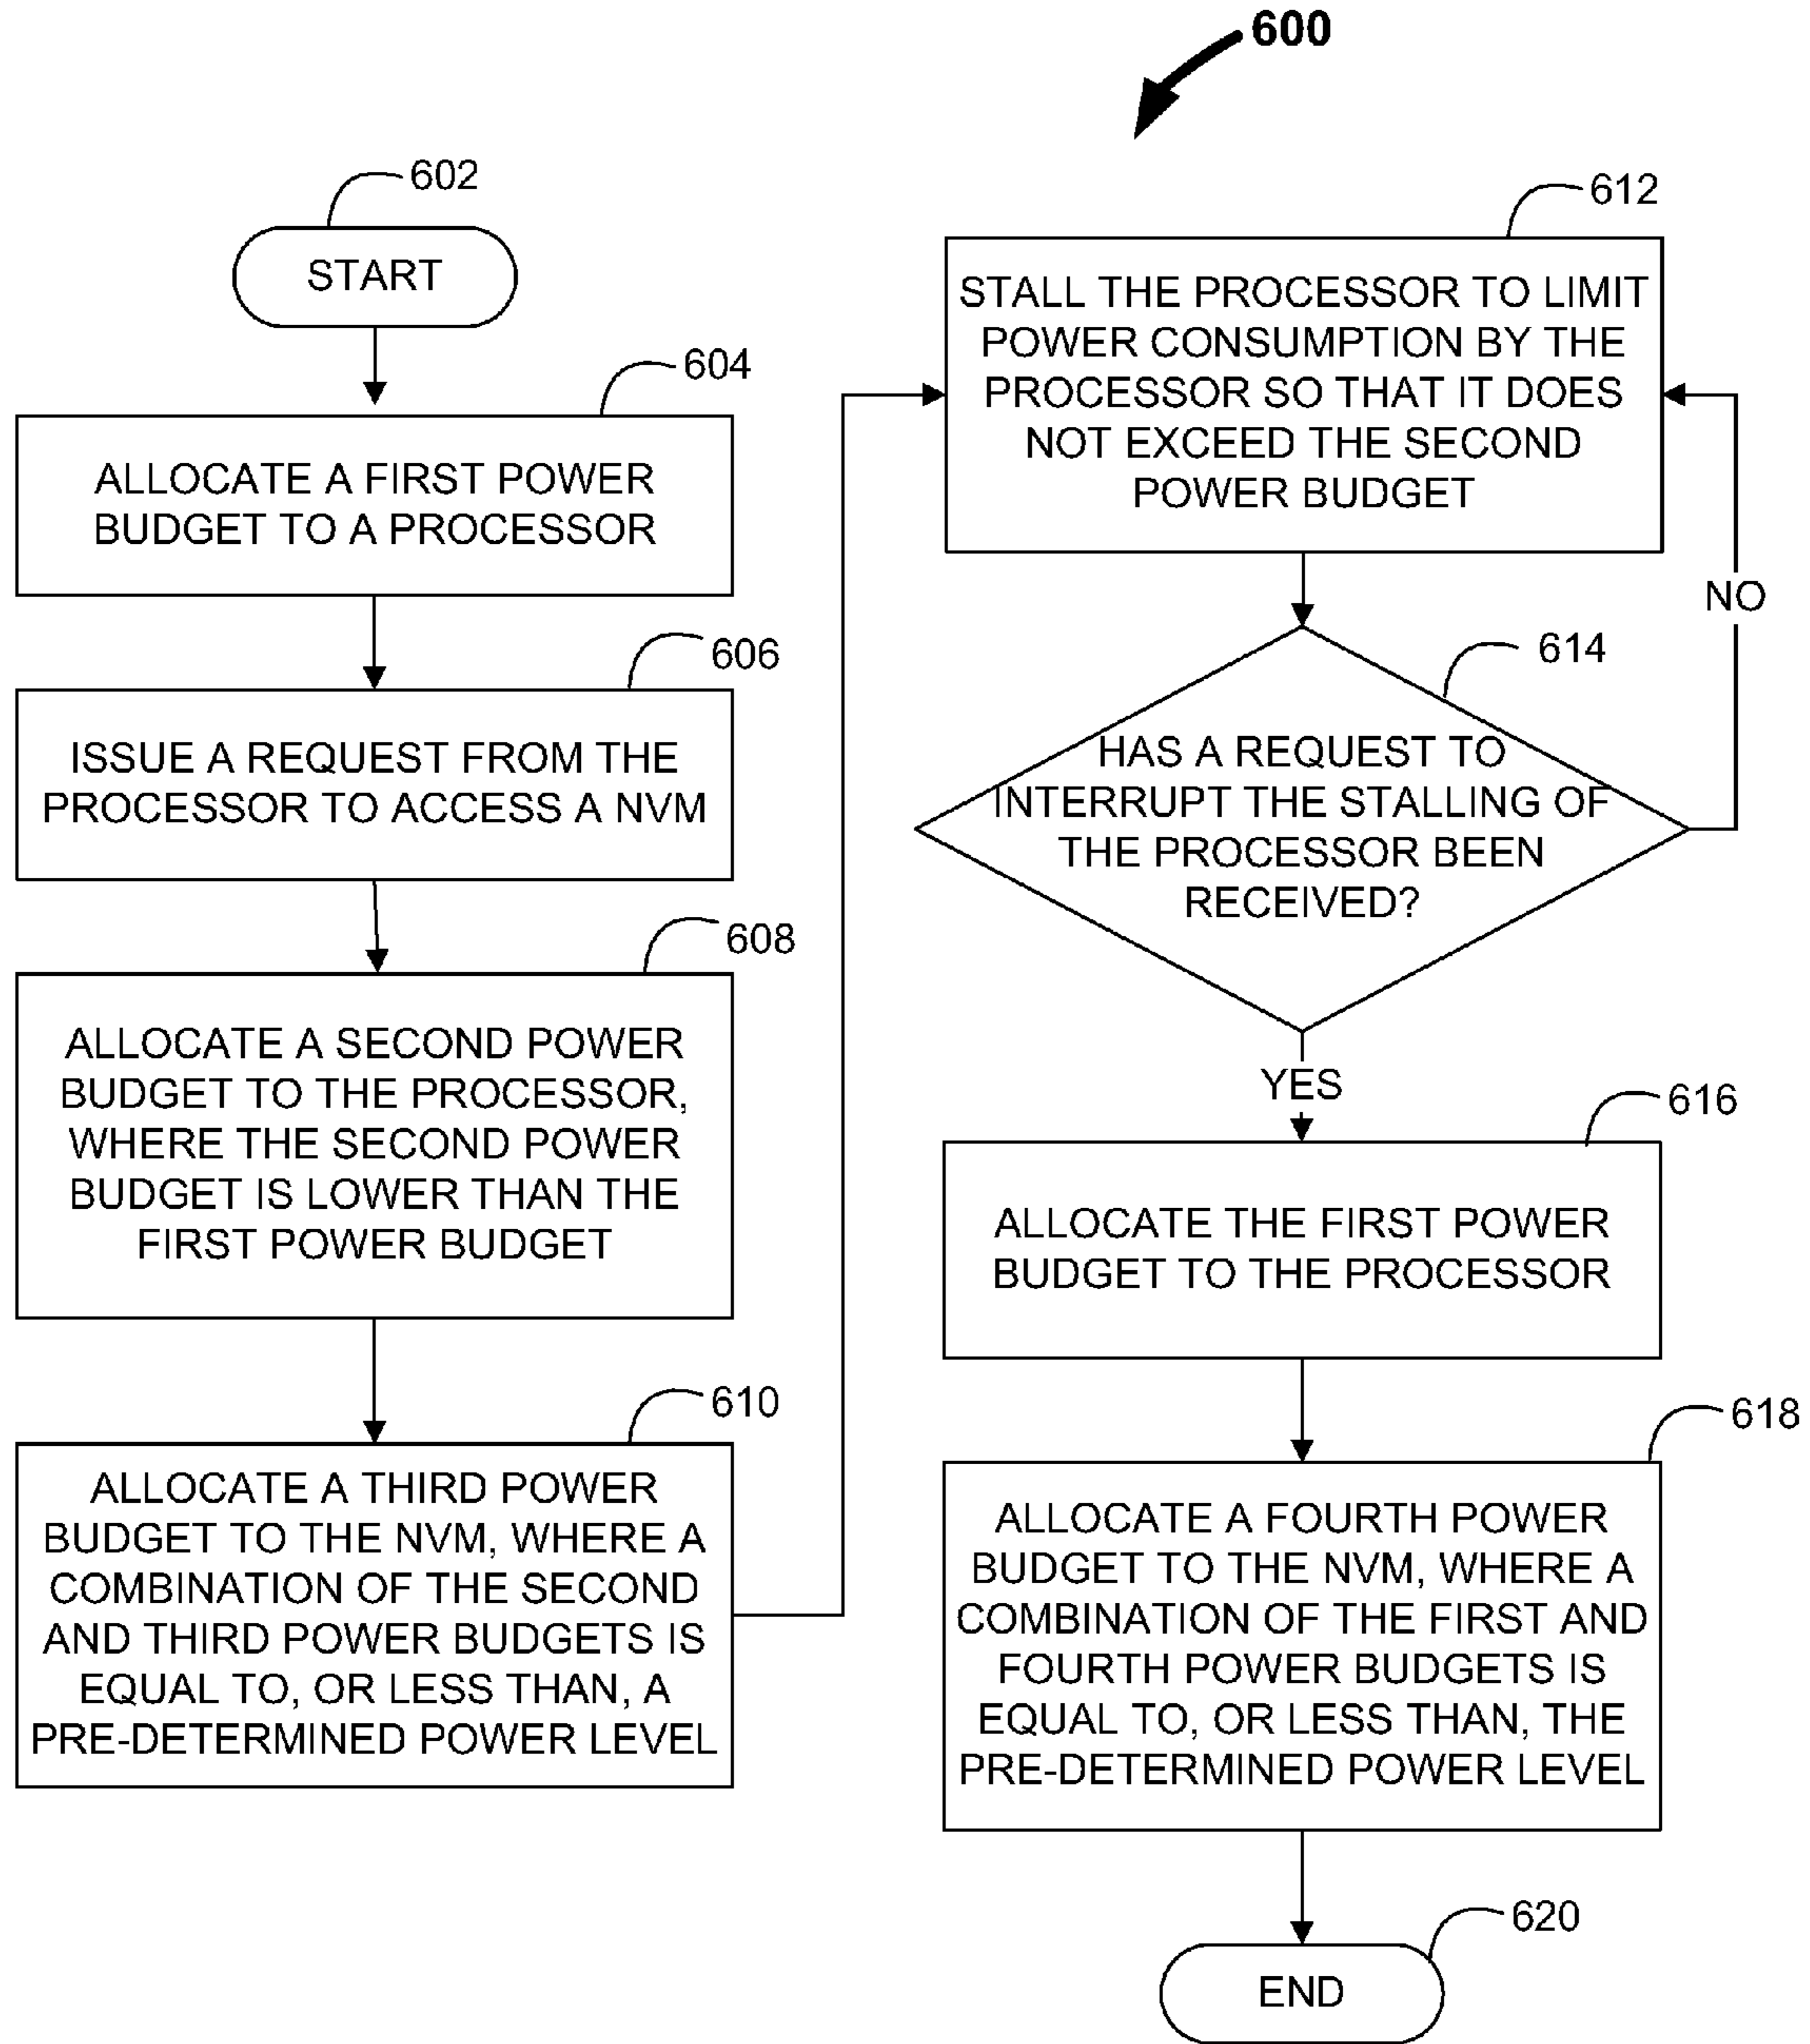 600
602
START
604
ALLOCATE A FIRST POWER
BUDGET TO A PROCESSOR
606
ISSUE A REQUEST FROM THE
PROCESSOR TO ACCESS A NVM
608
ALLOCATE A SECOND POWER
BUDGET TO THE PROCESSOR,
WHERE THE SECOND POWER
BUDGET IS LOWER THAN THE
FIRST POWER BUDGET
610
ALLOCATE A THIRD POWER
BUDGET TO THE NVM, WHERE A
COMBINATION OF THE SECOND
AND THIRD POWER BUDGETS IS
EQUAL TO, OR LESS THAN, A
PRE-DETERMINED POWER LEVEL
612
STALL THE PROCESSOR TO LIMIT
POWER CONSUMPTION BY THE
PROCESSOR SO THAT IT DOES
NOT EXCEED THE SECOND
POWER BUDGET
NO
614
HAS A REQUEST TO
INTERRUPT THE STALLING OF
THE PROCESSOR BEEN
RECEIVED?
YES
616
ALLOCATE THE FIRST POWER
BUDGET TO THE PROCESSOR
618
ALLOCATE A FOURTH POWER
BUDGET TO THE NVM, WHERE A
COMBINATION OF THE FIRST AND
FOURTH POWER BUDGETS IS
EQUAL TO, OR LESS THAN, THE
PRE-DETERMINED POWER LEVEL
620
END